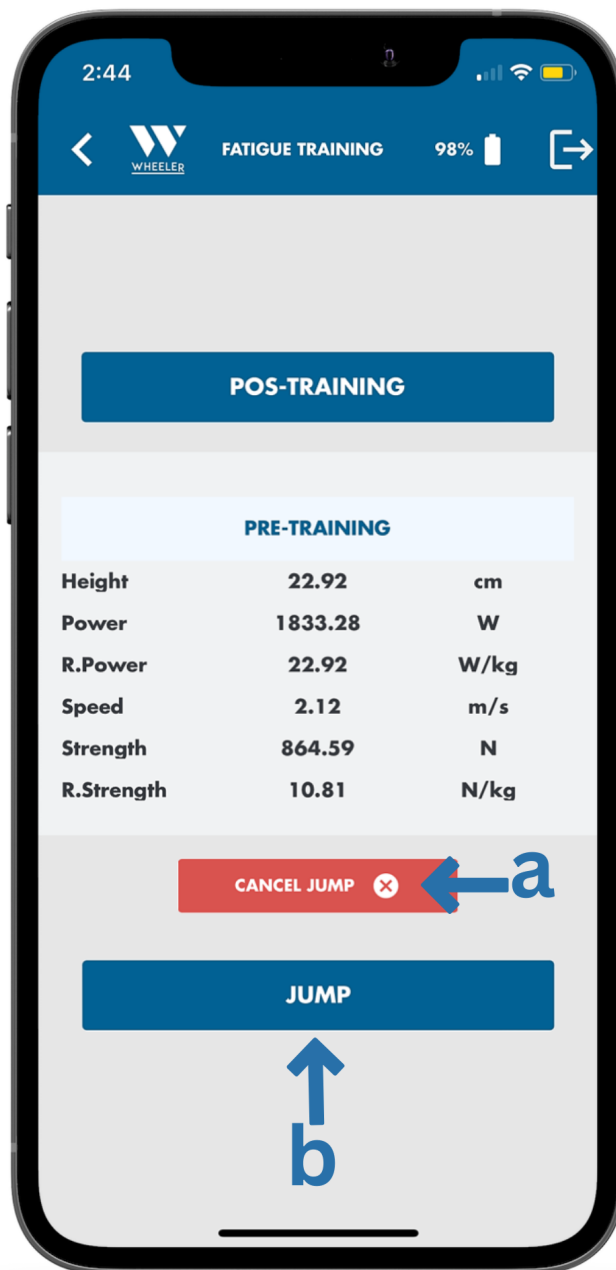 2:44
WHEELER FATIGUE TRAINING 98%
POS-TRAINING
PRE-TRAINING
Height 22.92 cm
Power 1833.28 W
R.Power 22.92 W/kg
Speed 2.12 m/s
Strength 864.59 N
R.Strength 10.81 N/kg
CANCEL JUMP a
JUMP
b